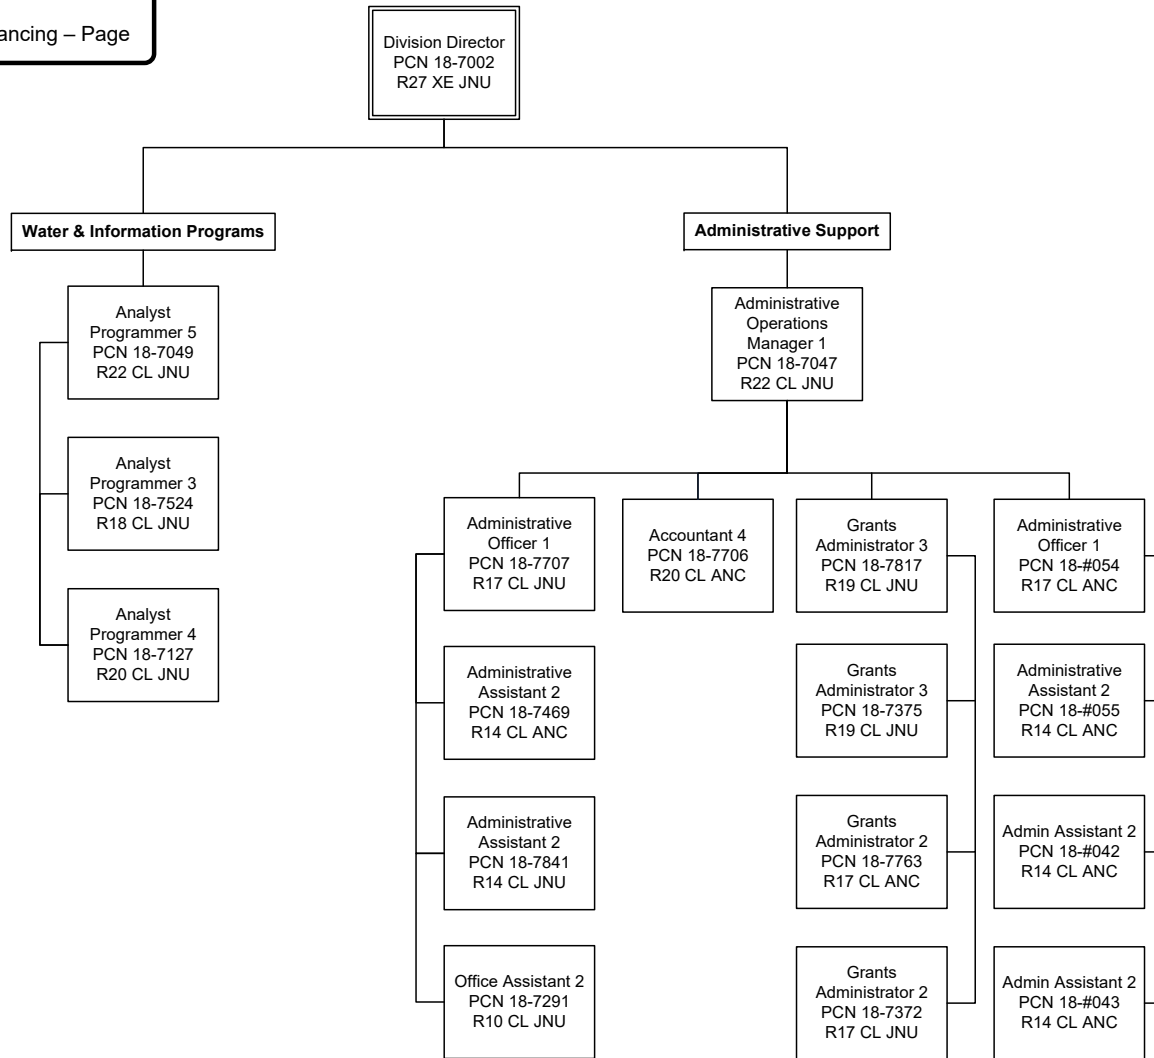 ancing – Page
Division Director
PCN 18-7002
R27 XE JNU
Water & Information Programs
Administrative Support
Analyst
Programmer 5
PCN 18-7049
R22 CL JNU
Analyst
Programmer 3
PCN 18-7524
R18 CL JNU
Analyst
Programmer 4
PCN 18-7127
R20 CL JNU
Administrative
Operations
Manager 1
PCN 18-7047
R22 CL JNU
Administrative
Officer 1
PCN 18-7707
R17 CL JNU
Administrative
Assistant 2
PCN 18-7469
R14 CL ANC
Administrative
Assistant 2
PCN 18-7841
R14 CL JNU
Office Assistant 2
PCN 18-7291
R10 CL JNU
Accountant 4
PCN 18-7706
R20 CL ANC
Grants
Administrator 3
PCN 18-7817
R19 CL JNU
Grants
Administrator 3
PCN 18-7375
R19 CL JNU
Grants
Administrator 2
PCN 18-7763
R17 CL ANC
Grants
Administrator 2
PCN 18-7372
R17 CL JNU
Administrative
Officer 1
PCN 18-#054
R17 CL ANC
Administrative
Assistant 2
PCN 18-#055
R14 CL ANC
Admin Assistant 2
PCN 18-#042
R14 CL ANC
Admin Assistant 2
PCN 18-#043
R14 CL ANC